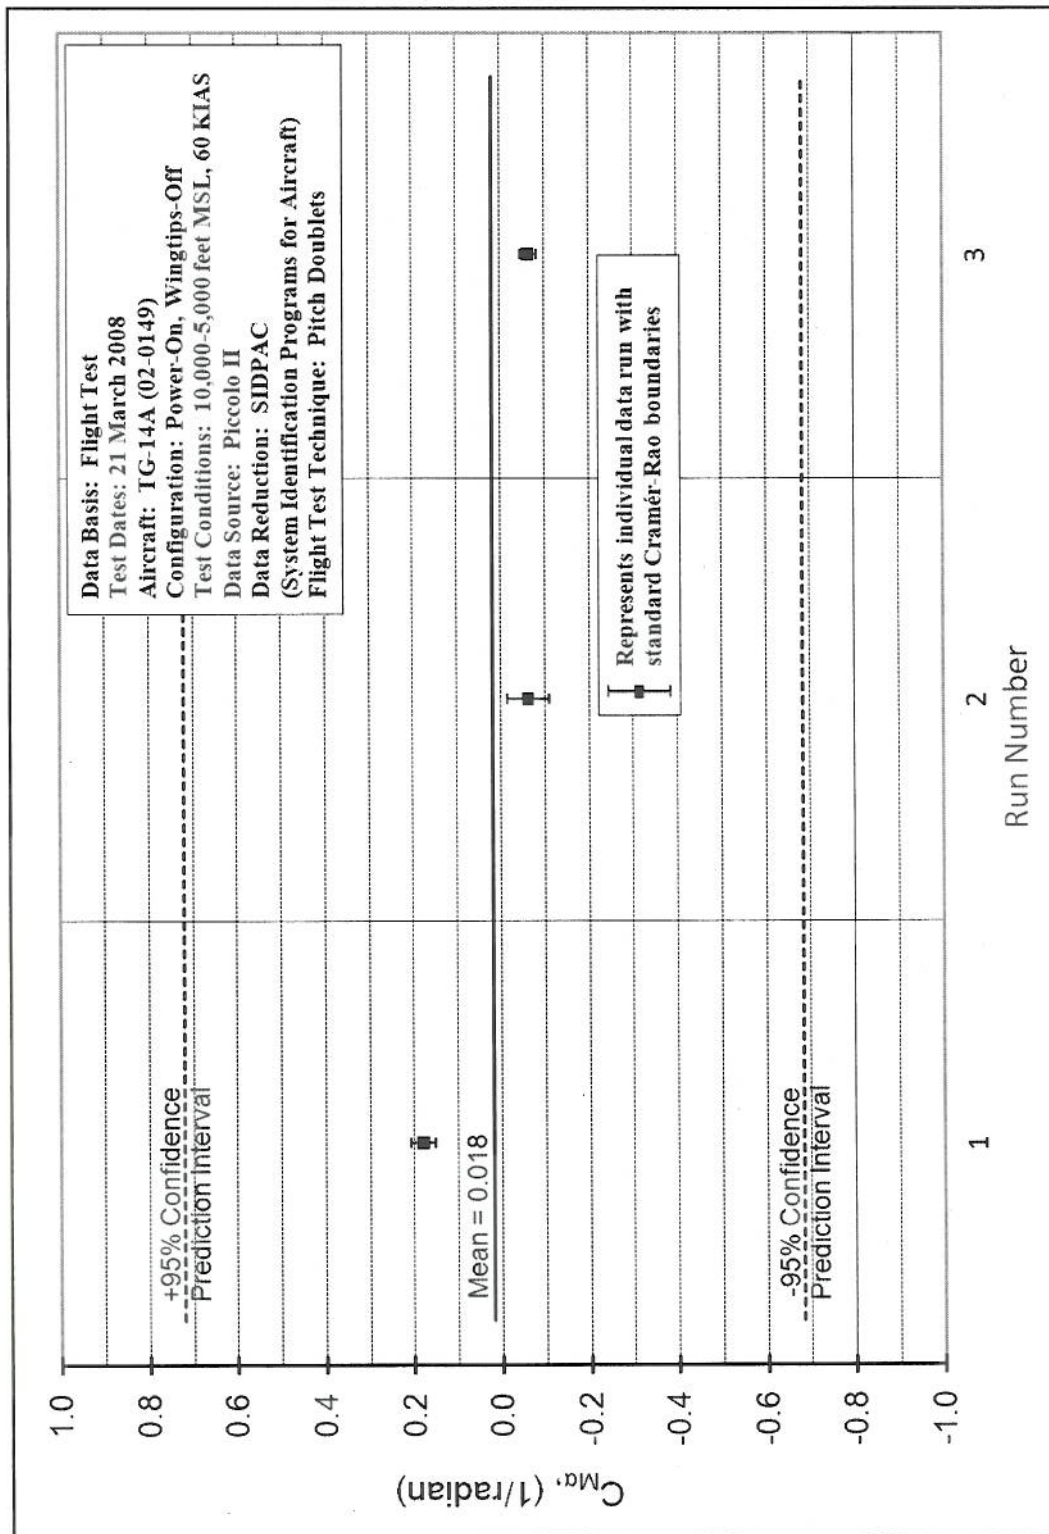 Data Basis: Flight Test
Test Dates: 21 March 2008
Aircraft: TG-14A (02-0149)
Configuration: Power-On, Wingtips-Off
Test Conditions: 10,000-5,000 feet MSL, 60 KIAS
Data Source: Piccolo II
Data Reduction: SIDPAC
(System Identification Programs for Aircraft)
Flight Test Technique: Pitch Doublets
+95% Confidence
Prediction Interval
Mean = 0.018
Represents individual data run with
standard Cramér-Rao boundaries
-95% Confidence
Prediction Interval
1.0
0.8
0.6
0.4
0.2
0.0
-0.2
-0.4
-0.6
-0.8
-1.0
CMα, (1/radian)
1
2
3
Run Number